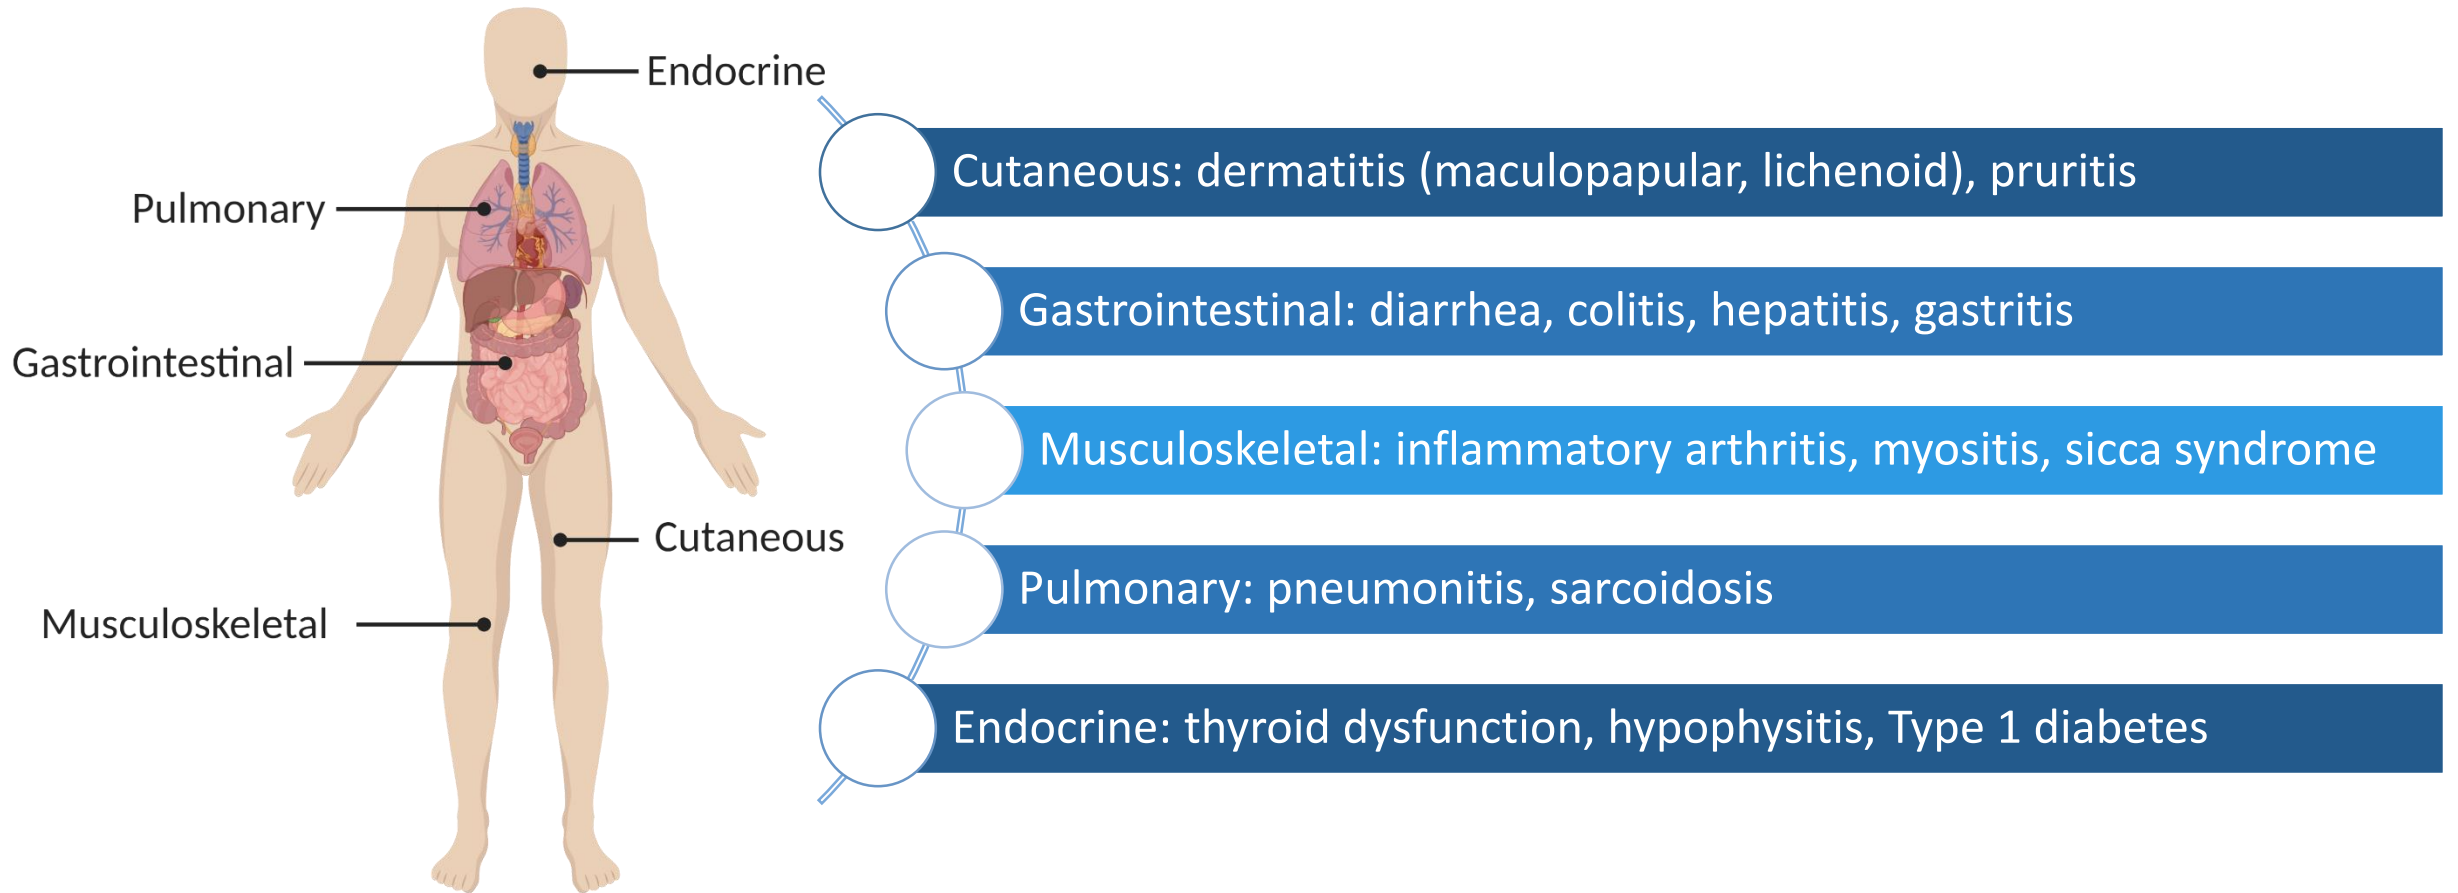 Endocrine
Pulmonary
Gastrointestinal
Cutaneous
Musculoskeletal
Cutaneous: dermatitis (maculopapular, lichenoid), pruritis
Gastrointestinal: diarrhea, colitis, hepatitis, gastritis
Musculoskeletal: inflammatory arthritis, myositis, sicca syndrome
Pulmonary: pneumonitis, sarcoidosis
Endocrine: thyroid dysfunction, hypophysitis, Type 1 diabetes